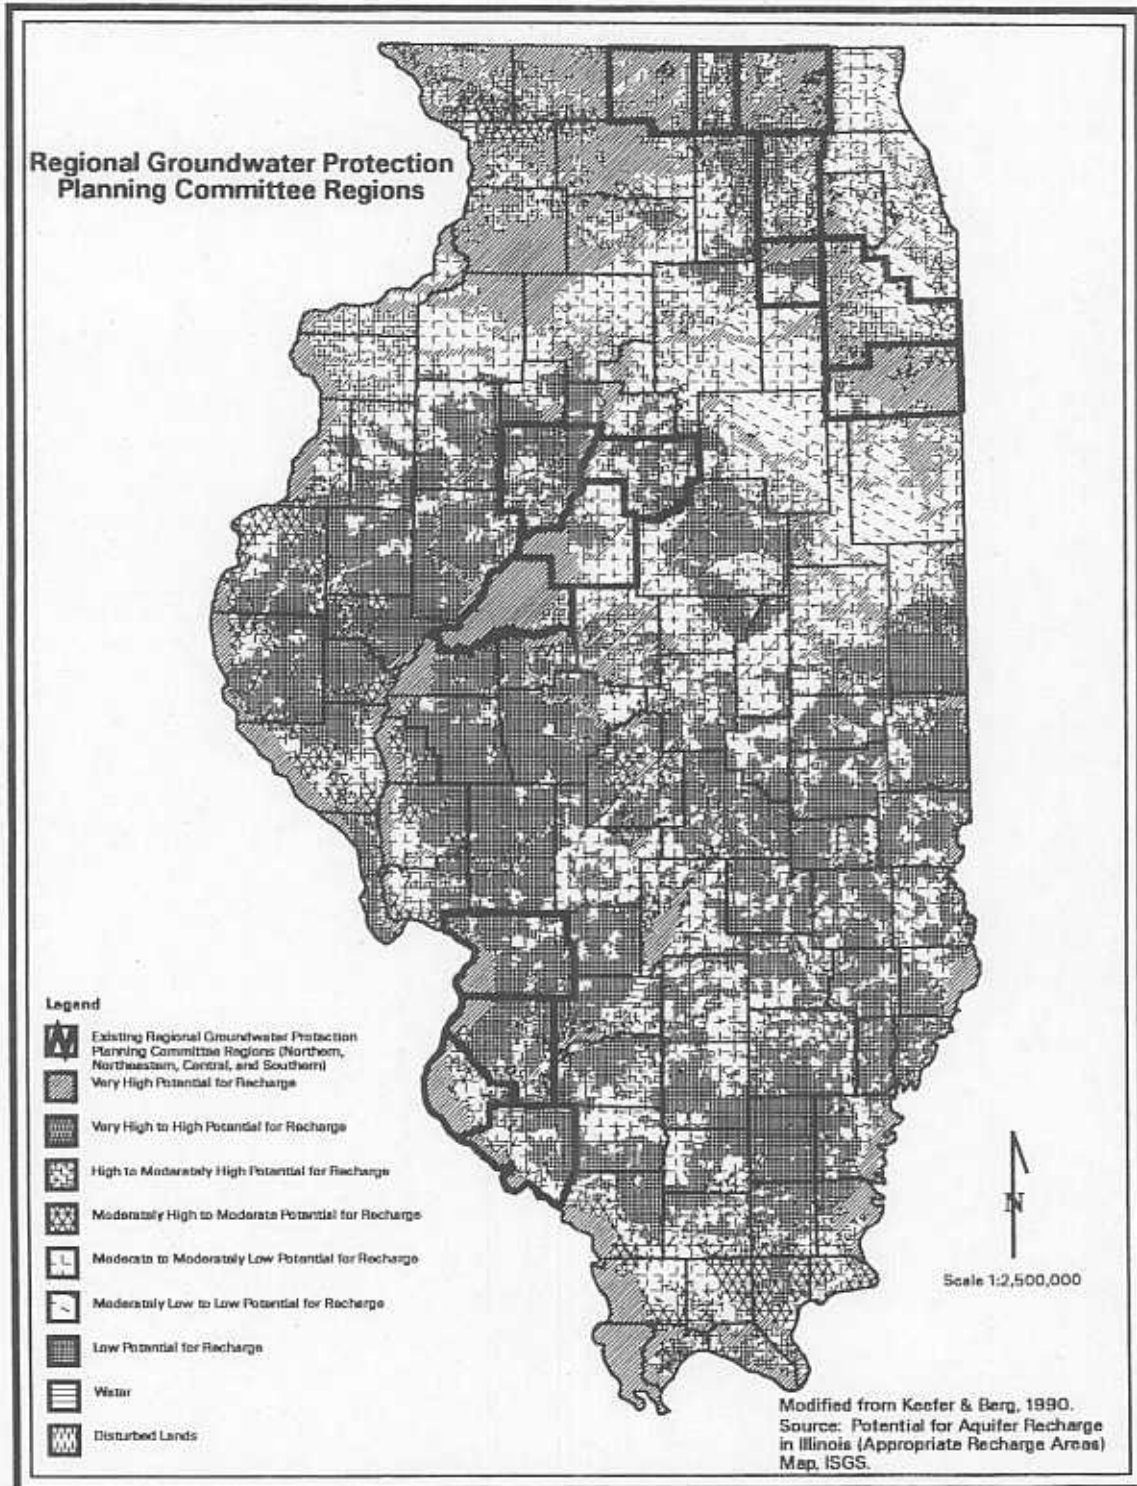 Regional Groundwater Protection
Planning Committee Regions
Legend
Existing Regional Groundwater Protection
Planning Committee Regions (Northern,
Northeastern, Central, and Southern)
Very High Potential for Recharge
Very High to High Potential for Recharge
High to Moderately High Potential for Recharge
Moderately High to Moderate Potential for Recharge
Moderate to Moderately Low Potential for Recharge
Moderately Low to Low Potential for Recharge
Low Potential for Recharge
Water
Disturbed Lands
N
Scale 1:2,500,000
Modified from Keefer & Berg, 1990.
Source: Potential for Aquifer Recharge
in Illinois (Appropriate Recharge Areas)
Map, ISGS.